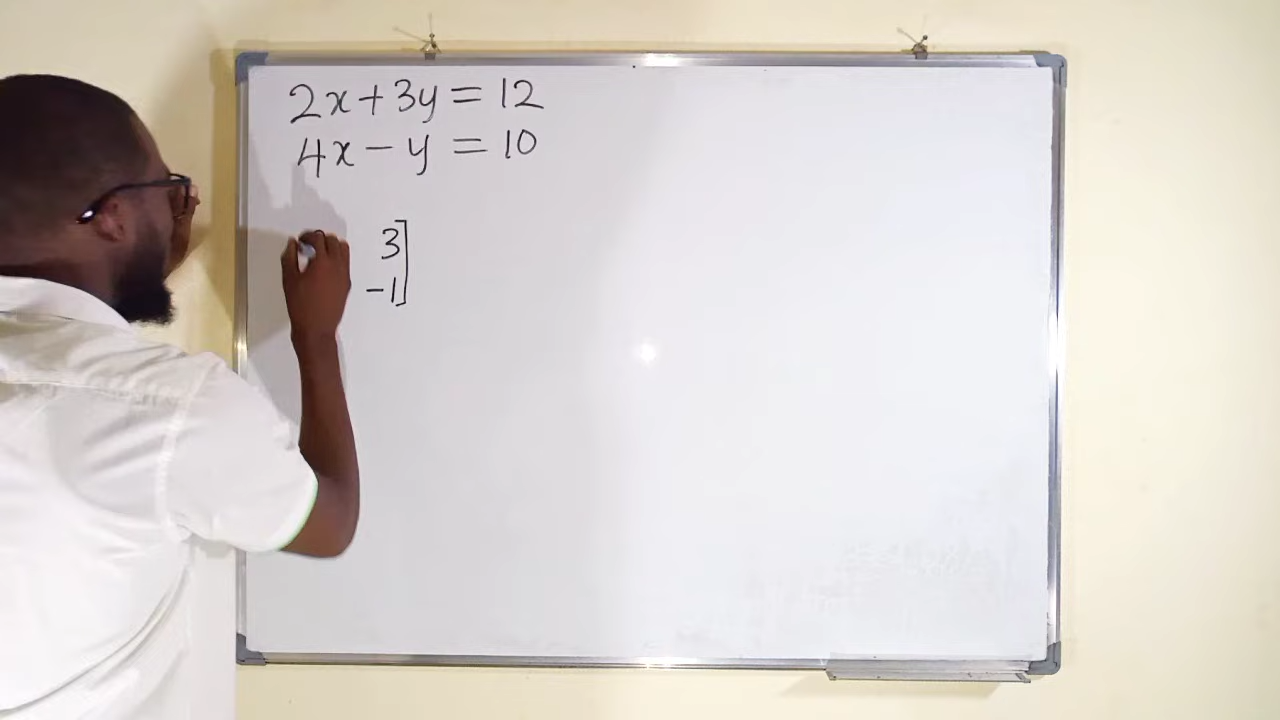 2x+3y = 12
4x - y = 10
3]
-1]